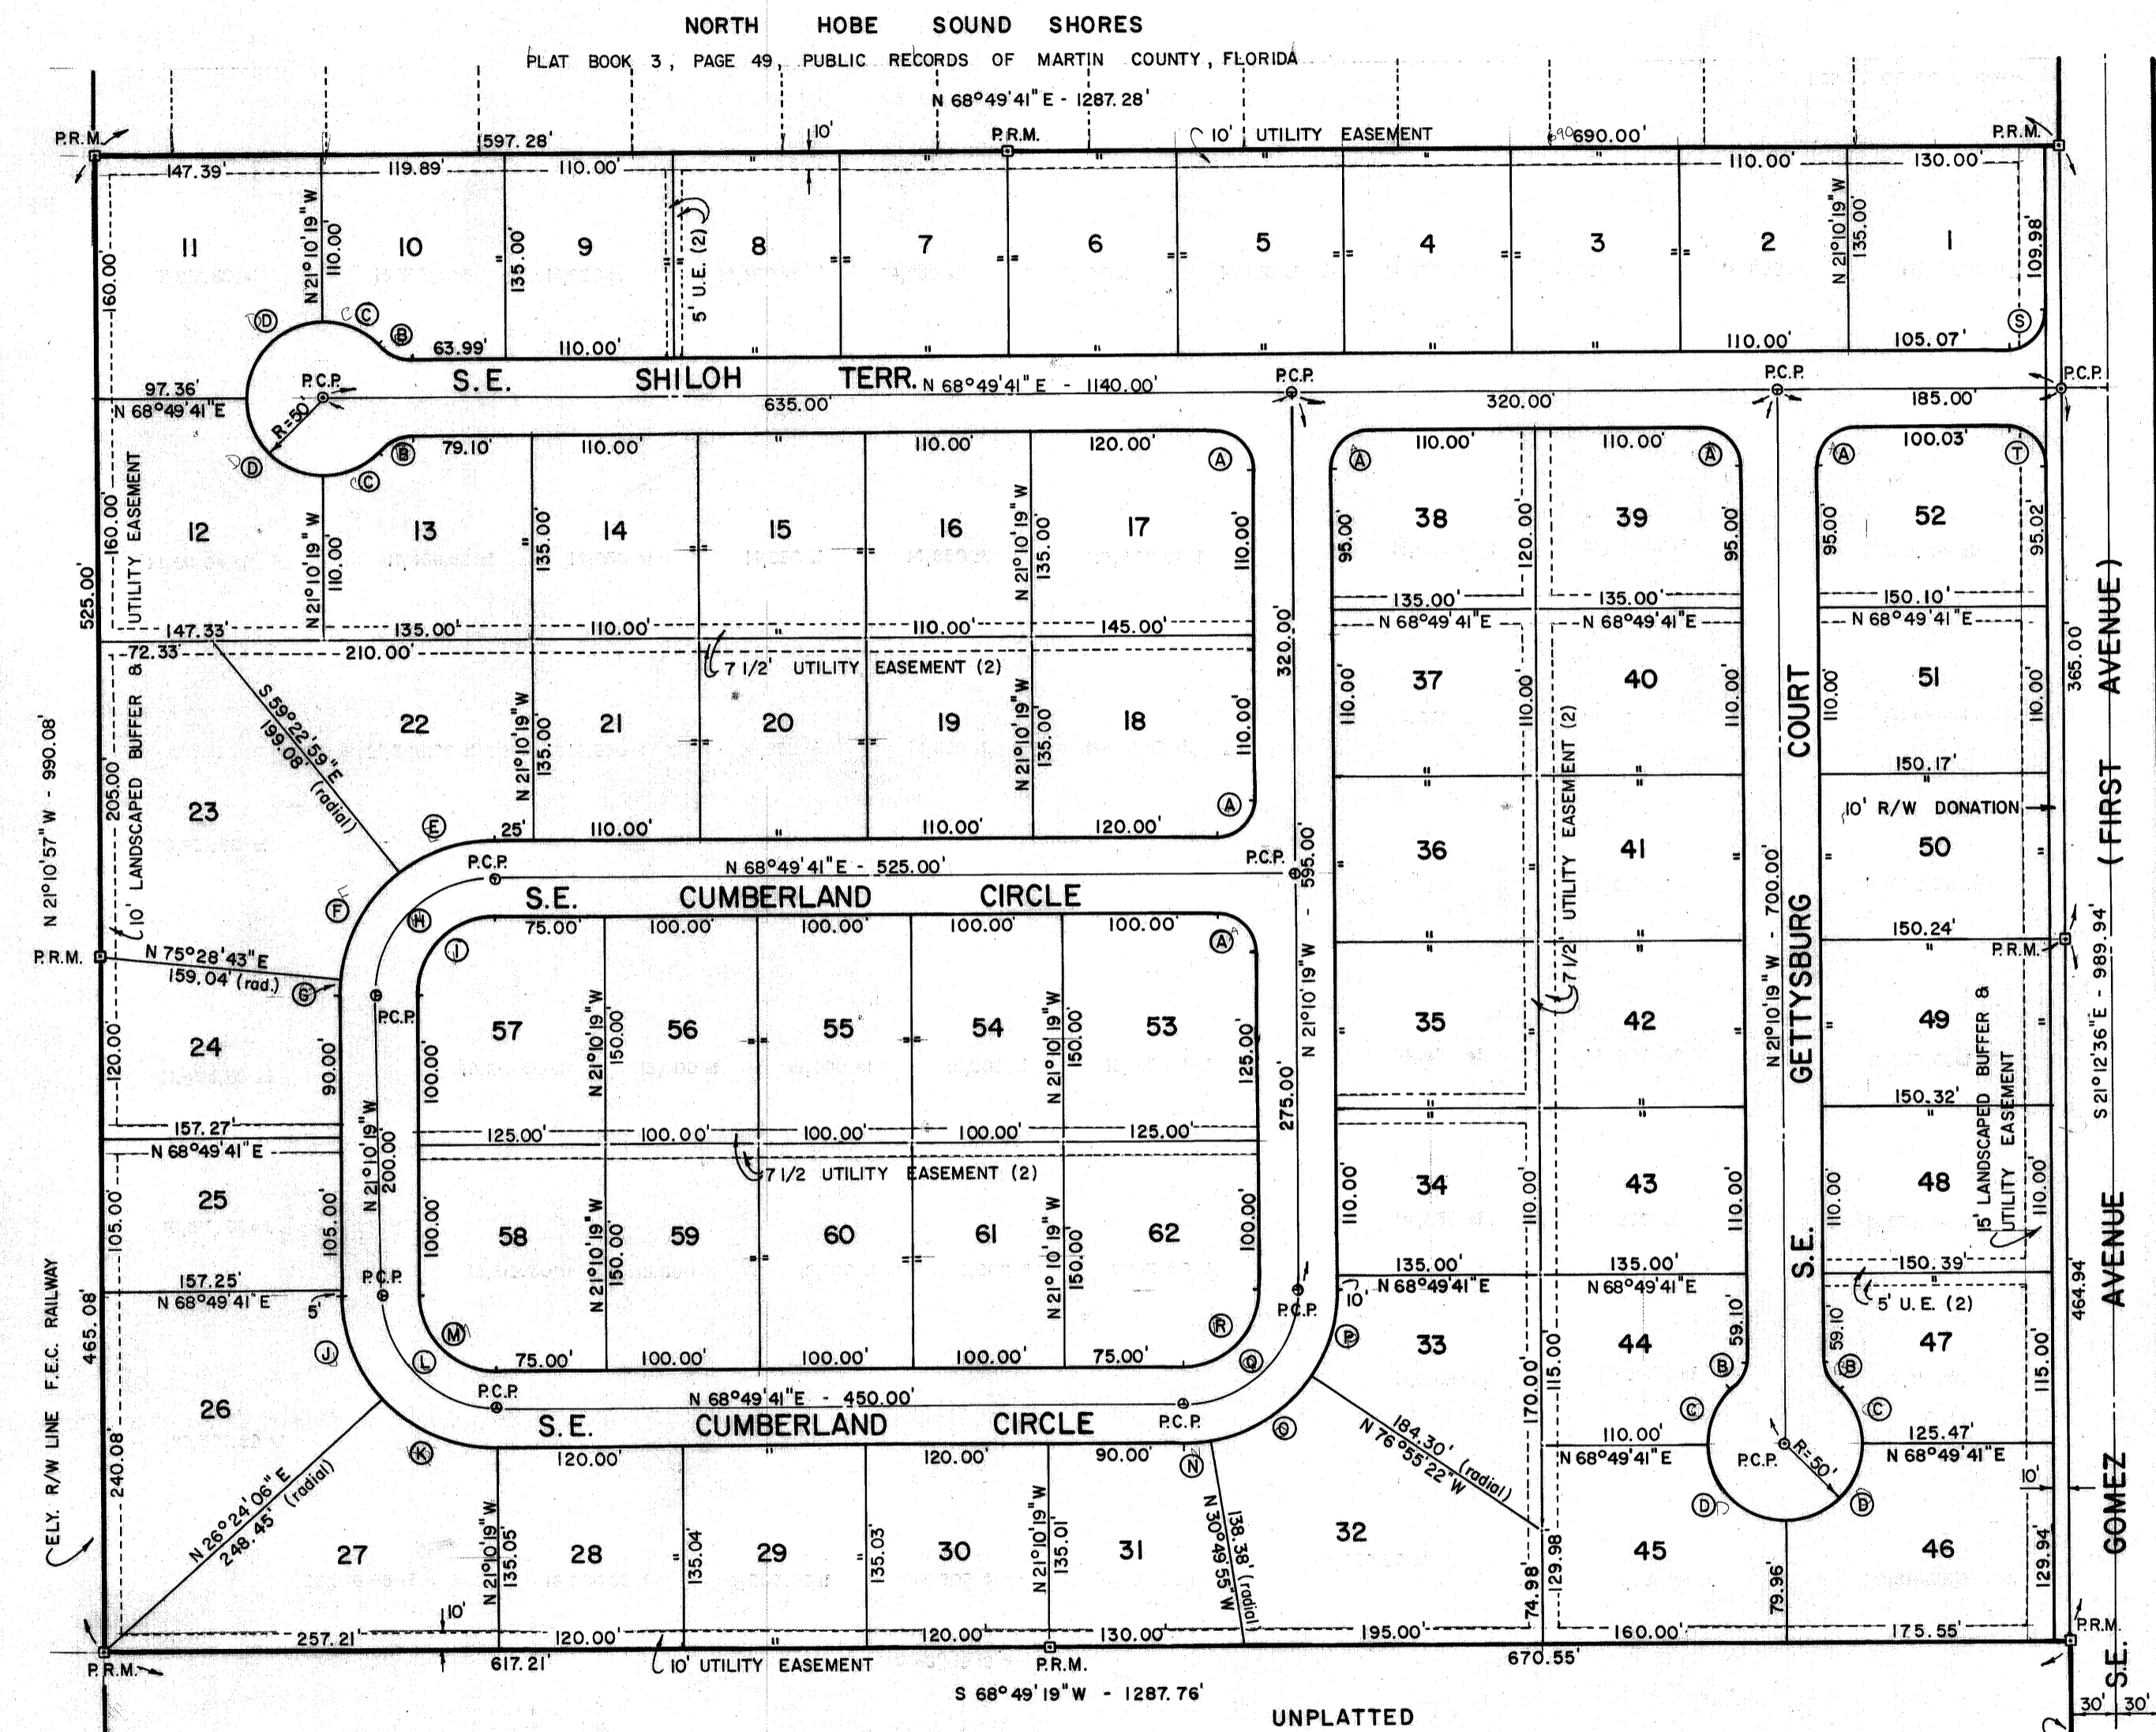 NORTH HOBE SOUND SHORES
PLAT BOOK 3, PAGE 49, PUBLIC RECORDS OF MARTIN COUNTY, FLORIDA
N 68°49'41" E - 1287.28'
P.R.M. 597.28' 10' P.R.M. 10' UTILITY EASEMENT 690.00' P.R.M.
147.39' 119.89' 110.00' " " " " " " 110.00' 130.00'
N 21°10'19" W
110.00'
135.00'
5' U.E. (2)
N 21°10'19" W
135.00'
109.98'
160.00'
11 10 9 8 7 6 5 4 3 2 1
D C B S
63.99' 110.00' " " " " " " 110.00' 105.07'
97.36'
N 68°49'41" E
P.C.P.
R=50'
S.E. SHILOH TERR. N 68°49'41" E - 1140.00'
635.00' P.C.P. 320.00' P.C.P. 185.00' P.C.P.
D C B 79.10' 110.00' " 110.00' 120.00' A
A 110.00' 110.00' A A 100.03' T
12 13 14 15 16 17 38 39 52
160.00'
N 21°10'19" W
110.00'
135.00'
N 21°10'19" W
135.00'
110.00'
95.00'
120.00'
95.00'
95.00'
95.02'
525.00'
147.33' 135.00' 110.00' " 110.00' 145.00'
135.00' 135.00' 150.10'
N 68°49'41" E N 68°49'41" E N 68°49'41" E
72.33' 210.00'
7 1/2' UTILITY EASEMENT (2)
10' LANDSCAPED BUFFER & UTILITY EASEMENT
320.00'
365.00
S 59°22'59" E
199.08' (radial)
23 22 21 20 19 18 37 40 51
N 21°10'19" W
135.00'
N 21°10'19" W
135.00'
110.00'
110.00'
110.00'
110.00'
110.00'
110.00'
205.00'
N 21°10'57" W - 990.08'
E 25' 110.00' " 110.00' 120.00' A
7 1/2' UTILITY EASEMENT (2)
150.17'
"
10' R/W DONATION
P.C.P. N 68°49'41" E - 525.00' P.C.P.
S.E. CUMBERLAND CIRCLE
36 41 50
595.00'
N 21°10'19" W -
N 21°10'19" W - 700.00'
S.E. GETTYSBURG COURT
F H I 75.00' 100.00' 100.00' 100.00' 100.00' A
150.24'
P.R.M. N 75°28'43" E
159.04' (rad.) G
P.R.M.
P.C.P.
24 57 56 55 54 53 35 42 49
120.00'
90.00'
100.00'
N 21°10'19" W
150.00'
N 21°10'19" W
150.00'
125.00'
275.00'
15' LANDSCAPED BUFFER &
UTILITY EASEMENT
S 21°12'36" E - 989.94'
150.32'
"
157.27'
N 68°49'41" E
N 21°10'19" W
200.00'
125.00' 100.00' 100.00' 100.00' 125.00'
7 1/2 UTILITY EASEMENT (2)
25 58 59 60 61 62 34 43 48
105.00'
105.00'
100.00'
N 21°10'19" W
150.00'
N 21°10'19" W
150.00'
100.00'
110.00'
110.00'
110.00'
110.00'
110.00'
157.25'
N 68°49'41" E
5'
P.C.P.
P.C.P.
10'
135.00' 135.00' 150.39'
N 68°49'41" E N 68°49'41" E "
5' U.E. (2)
464.94
J L M R Q P
26 33 44 47
59.10'
59.10'
B B
C C
170.00'
115.00'
115.00'
75.00' 100.00' 100.00' 100.00' 75.00'
P.C.P. N 68°49'41" E - 450.00' P.C.P.
S.E. CUMBERLAND CIRCLE
K 120.00' " 120.00' 90.00' N O
465.08'
ELY. R/W LINE F.E.C. RAILWAY
240.08'
N 26°24'06" E
248.45' (radial)
184.30' (radial)
N 76°55'22" W
110.00'
N 68°49'41" E
P.C.P. R=50'
125.47'
N 68°49'41" E
10'
D D
27 28 29 30 31 32 45 46
N 21°10'19" W
135.05'
135.04'
135.03'
N 21°10'19" W
135.01'
138.38' (radial)
N 30°49'55" W
74.98'
129.98'
79.96'
129.94'
10'
257.21' 120.00' " 120.00' 130.00' 195.00' 160.00' 175.55'
P.R.M. 617.21' 10' UTILITY EASEMENT P.R.M. 670.55' P.R.M.
S 68°49'19" W - 1287.76'
UNPLATTED
S.E. GOMEZ AVENUE (FIRST AVENUE)
30' 30'